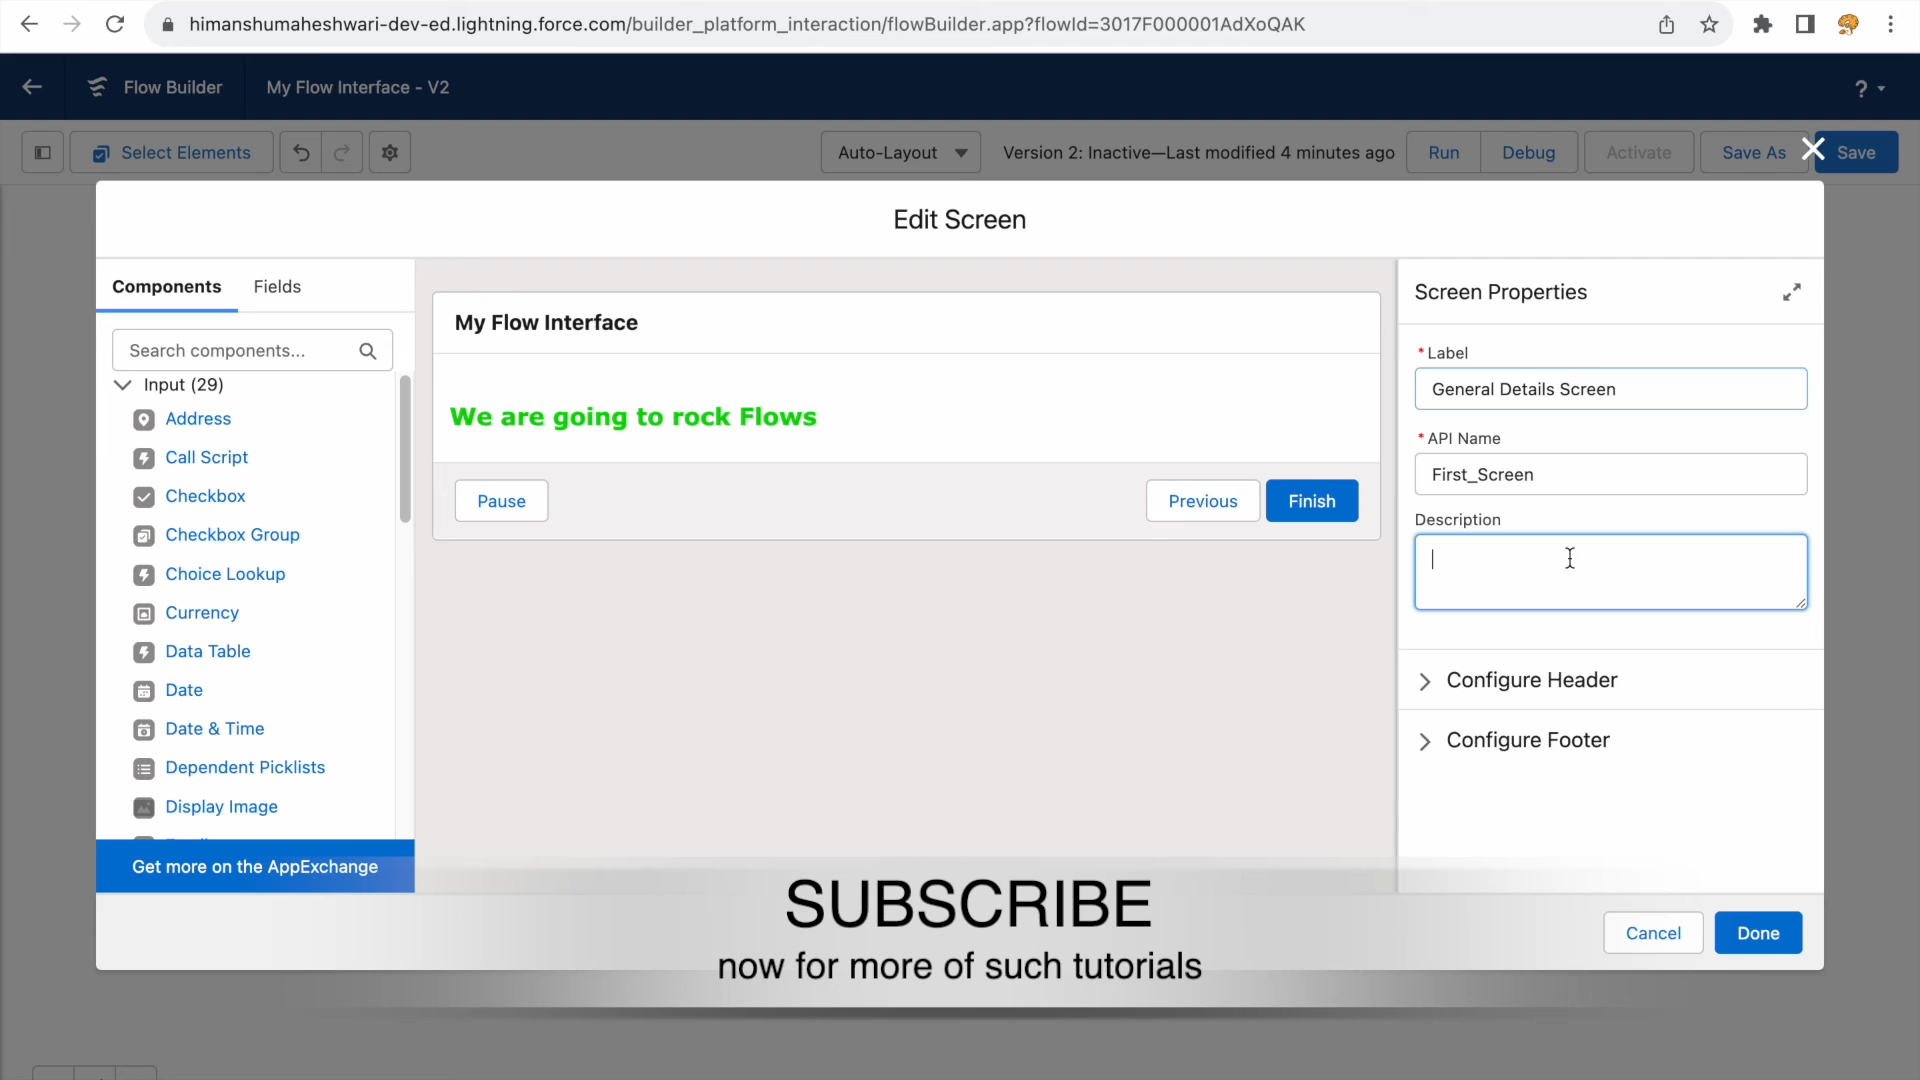 himanshumaheshwari-dev-ed.lightning.force.com/builder_platform_interaction/flowBuilder.app?flowId=3017F000001AdXoQAK
Flow Builder
My Flow Interface - V2
?
Select Elements
Auto-Layout
Version 2: Inactive—Last modified 4 minutes ago
Run
Debug
Activate
Save As
Save
Edit Screen
Components
Fields
Search components...
Input (29)
Address
Call Script
Checkbox
Checkbox Group
Choice Lookup
Currency
Data Table
Date
Date & Time
Dependent Picklists
Display Image
Get more on the AppExchange
My Flow Interface
We are going to rock Flows
Pause
Previous
Finish
Screen Properties
* Label
General Details Screen
* API Name
First_Screen
Description
Configure Header
Configure Footer
SUBSCRIBE
now for more of such tutorials
Cancel
Done